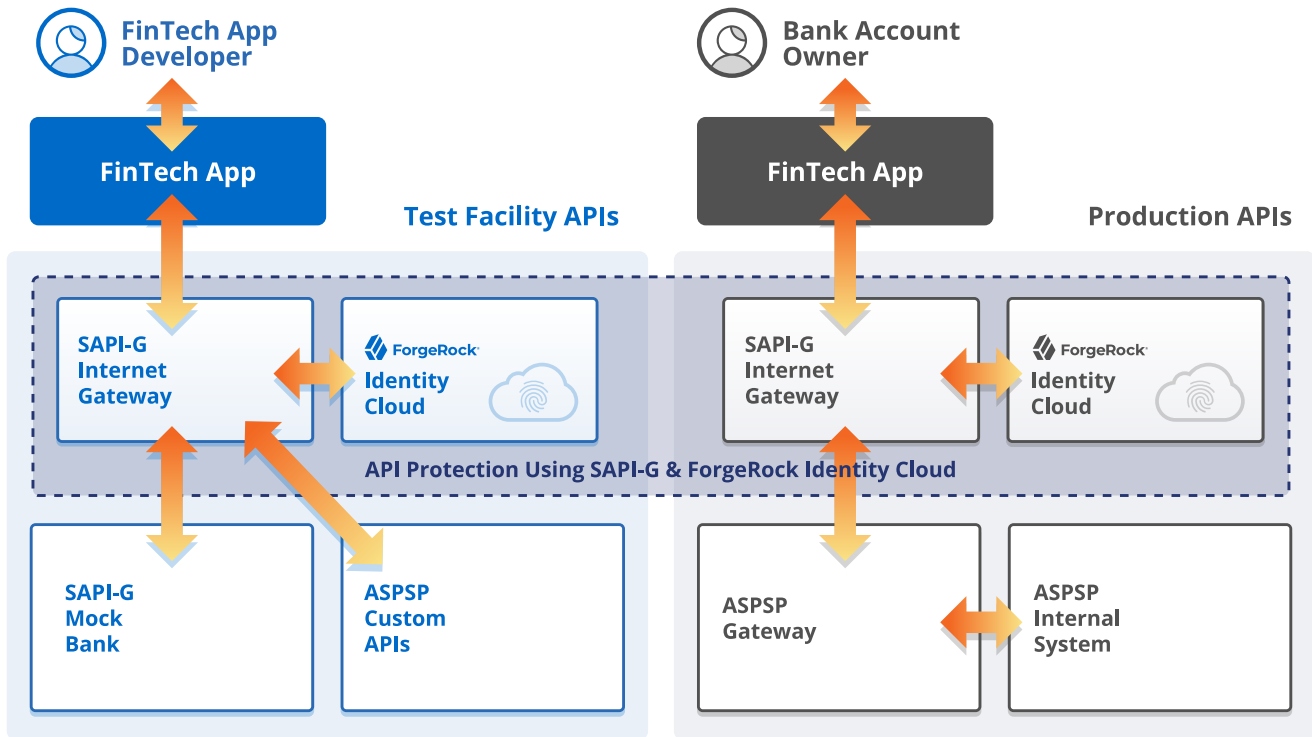 FinTech App
Developer
Bank Account
Owner
FinTech App
FinTech App
Test Facility APIs
Production APIs
SAPI-G
Internet
Gateway
ForgeRock
Identity
Cloud
SAPI-G
Internet
Gateway
ForgeRock
Identity
Cloud
API Protection Using SAPI-G & ForgeRock Identity Cloud
SAPI-G
Mock
Bank
ASPSP
Custom
APIs
ASPSP
Gateway
ASPSP
Internal
System